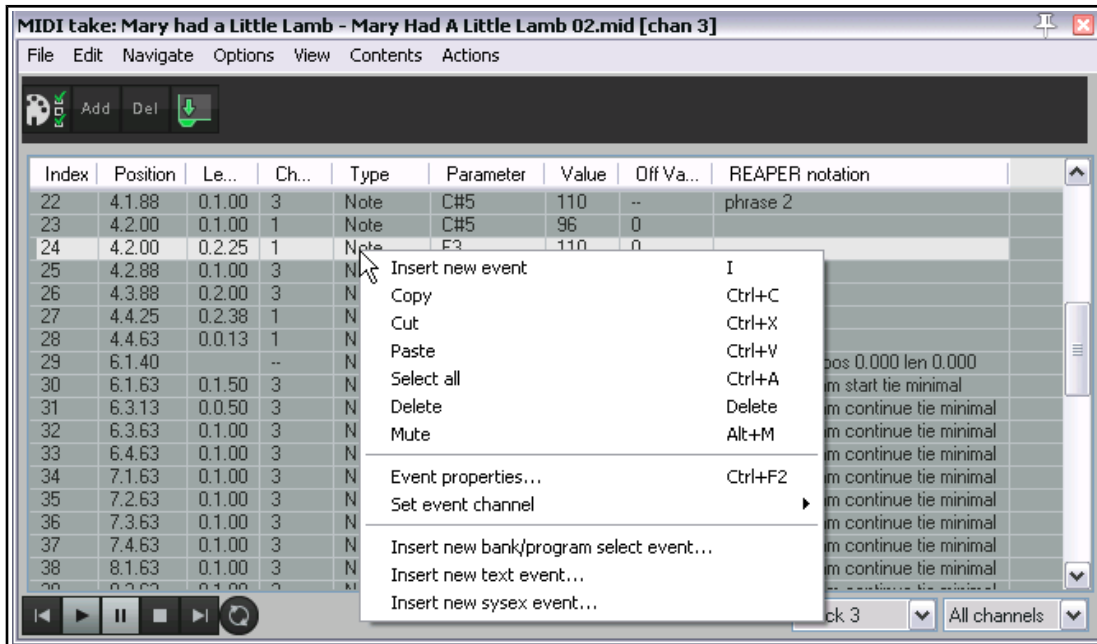 MIDI take: Mary had a Little Lamb - Mary Had A Little Lamb 02.mid [chan 3]
File Edit Navigate Options View Contents Actions
Add Del
Index Position Le... Ch... Type Parameter Value Off Va... REAPER notation
22 4.1.88 0.1.00 3 Note C#5 110 -- phrase 2
23 4.2.00 0.1.00 1 Note C#5 96 0
24 4.2.00 0.2.25 1 Note E3 110 0
25 4.2.88 0.1.00 3 N
26 4.3.88 0.2.00 3 N
27 4.4.25 0.2.38 1 N
28 4.4.63 0.0.13 1 N
29 6.1.40 -- N pos 0.000 len 0.000
30 6.1.63 0.1.50 3 N m start tie minimal
31 6.3.13 0.0.50 3 N m continue tie minimal
32 6.3.63 0.1.00 3 N m continue tie minimal
33 6.4.63 0.1.00 3 N m continue tie minimal
34 7.1.63 0.1.00 3 N m continue tie minimal
35 7.2.63 0.1.00 3 N m continue tie minimal
36 7.3.63 0.1.00 3 N m continue tie minimal
37 7.4.63 0.1.00 3 N m continue tie minimal
38 8.1.63 0.1.00 3 N m continue tie minimal
Insert new event I
Copy Ctrl+C
Cut Ctrl+X
Paste Ctrl+V
Select all Ctrl+A
Delete Delete
Mute Alt+M
Event properties... Ctrl+F2
Set event channel
Insert new bank/program select event...
Insert new text event...
Insert new sysex event...
ck 3 All channels